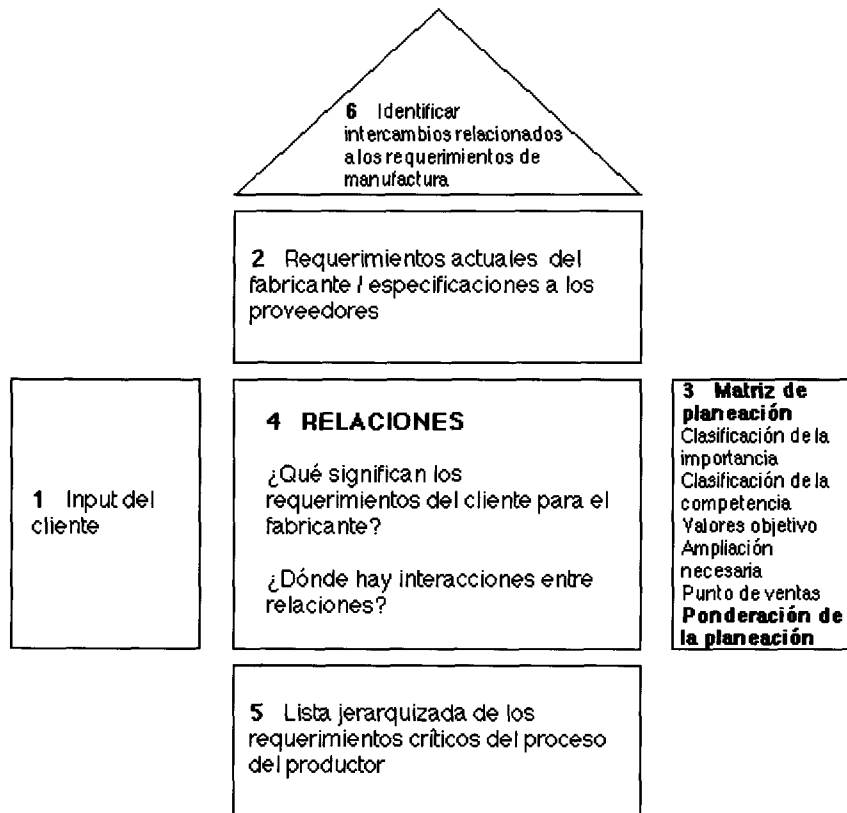 6 Identificar
intercambios relacionados
a los requerimientos de
manufactura
2 Requerimientos actuales del
fabricante / especificaciones a los
proveedores
1 Input del
cliente
4 RELACIONES
¿Qué significan los
requerimientos del cliente para el
fabricante?
¿Dónde hay interacciones entre
relaciones?
3 Matriz de
planeación
Clasificación de la
importancia
Clasificación de la
competencia
Valores objetivo
Ampliación
necesaria
Punto de ventas
Ponderación de
la planeación
5 Lista jerarquizada de los
requerimientos críticos del proceso
del productor